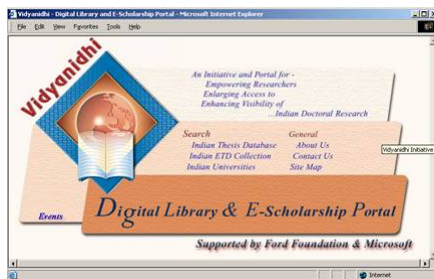 Vidyanidhi - Digital Library and E-Scholarship Portal - Microsoft Internet Explorer
File Edit View Favorites Tools Help
Vidyanidhi
An Initiative and Portal for -
Empowering Researchers
Enlarging Access to
Enhancing Visibility of
...Indian Doctoral Research
Search
Indian Thesis Database
Indian ETD Collection
Indian Universities
General
About Us
Contact Us
Site Map
Vidyanidhi Initiative
Events
Digital Library & E-Scholarship Portal
Supported by Ford Foundation & Microsoft
Internet